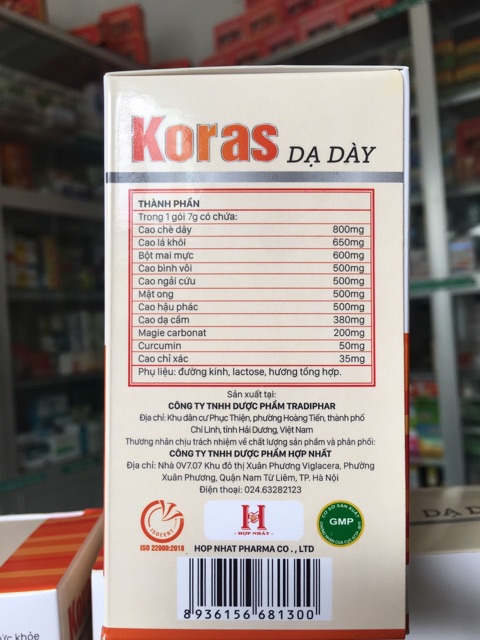 Koras DẠ DÀY
THÀNH PHẦN
Trong 1 gói 7g có chứa:
Cao chè dây 800mg
Cao lá khôi 650mg
Bột mai mực 600mg
Cao bình vôi 500mg
Cao ngải cứu 500mg
Mật ong 500mg
Cao hậu phác 500mg
Cao dạ cẩm 380mg
Magie carbonat 200mg
Curcumin 50mg
Cao chỉ xác 35mg
Phụ liệu: đường kính, lactose, hương tổng hợp.
Sản xuất tại:
CÔNG TY TNHH DƯỢC PHẨM TRADIPHAR
Địa chỉ: Khu dân cư Phục Thiện, phường Hoàng Tiến, thành phố
Chí Linh, tỉnh Hải Dương, Việt Nam
Thương nhân chịu trách nhiệm về chất lượng sản phẩm và phân phối:
CÔNG TY TNHH DƯỢC PHẨM HỢP NHẤT
Địa chỉ: Nhà 0V7.07 Khu đô thị Xuân Phương Viglacera, Phường
Xuân Phương, Quận Nam Từ Liêm, TP. Hà Nội
Điện thoại: 024.63282123
ISOCERT
ISO 22000:2018
H
HỢP NHẤT
HOP NHAT PHARMA CO., LTD
GMP
8 936156 681300
DẠ DÀ
ức khỏe